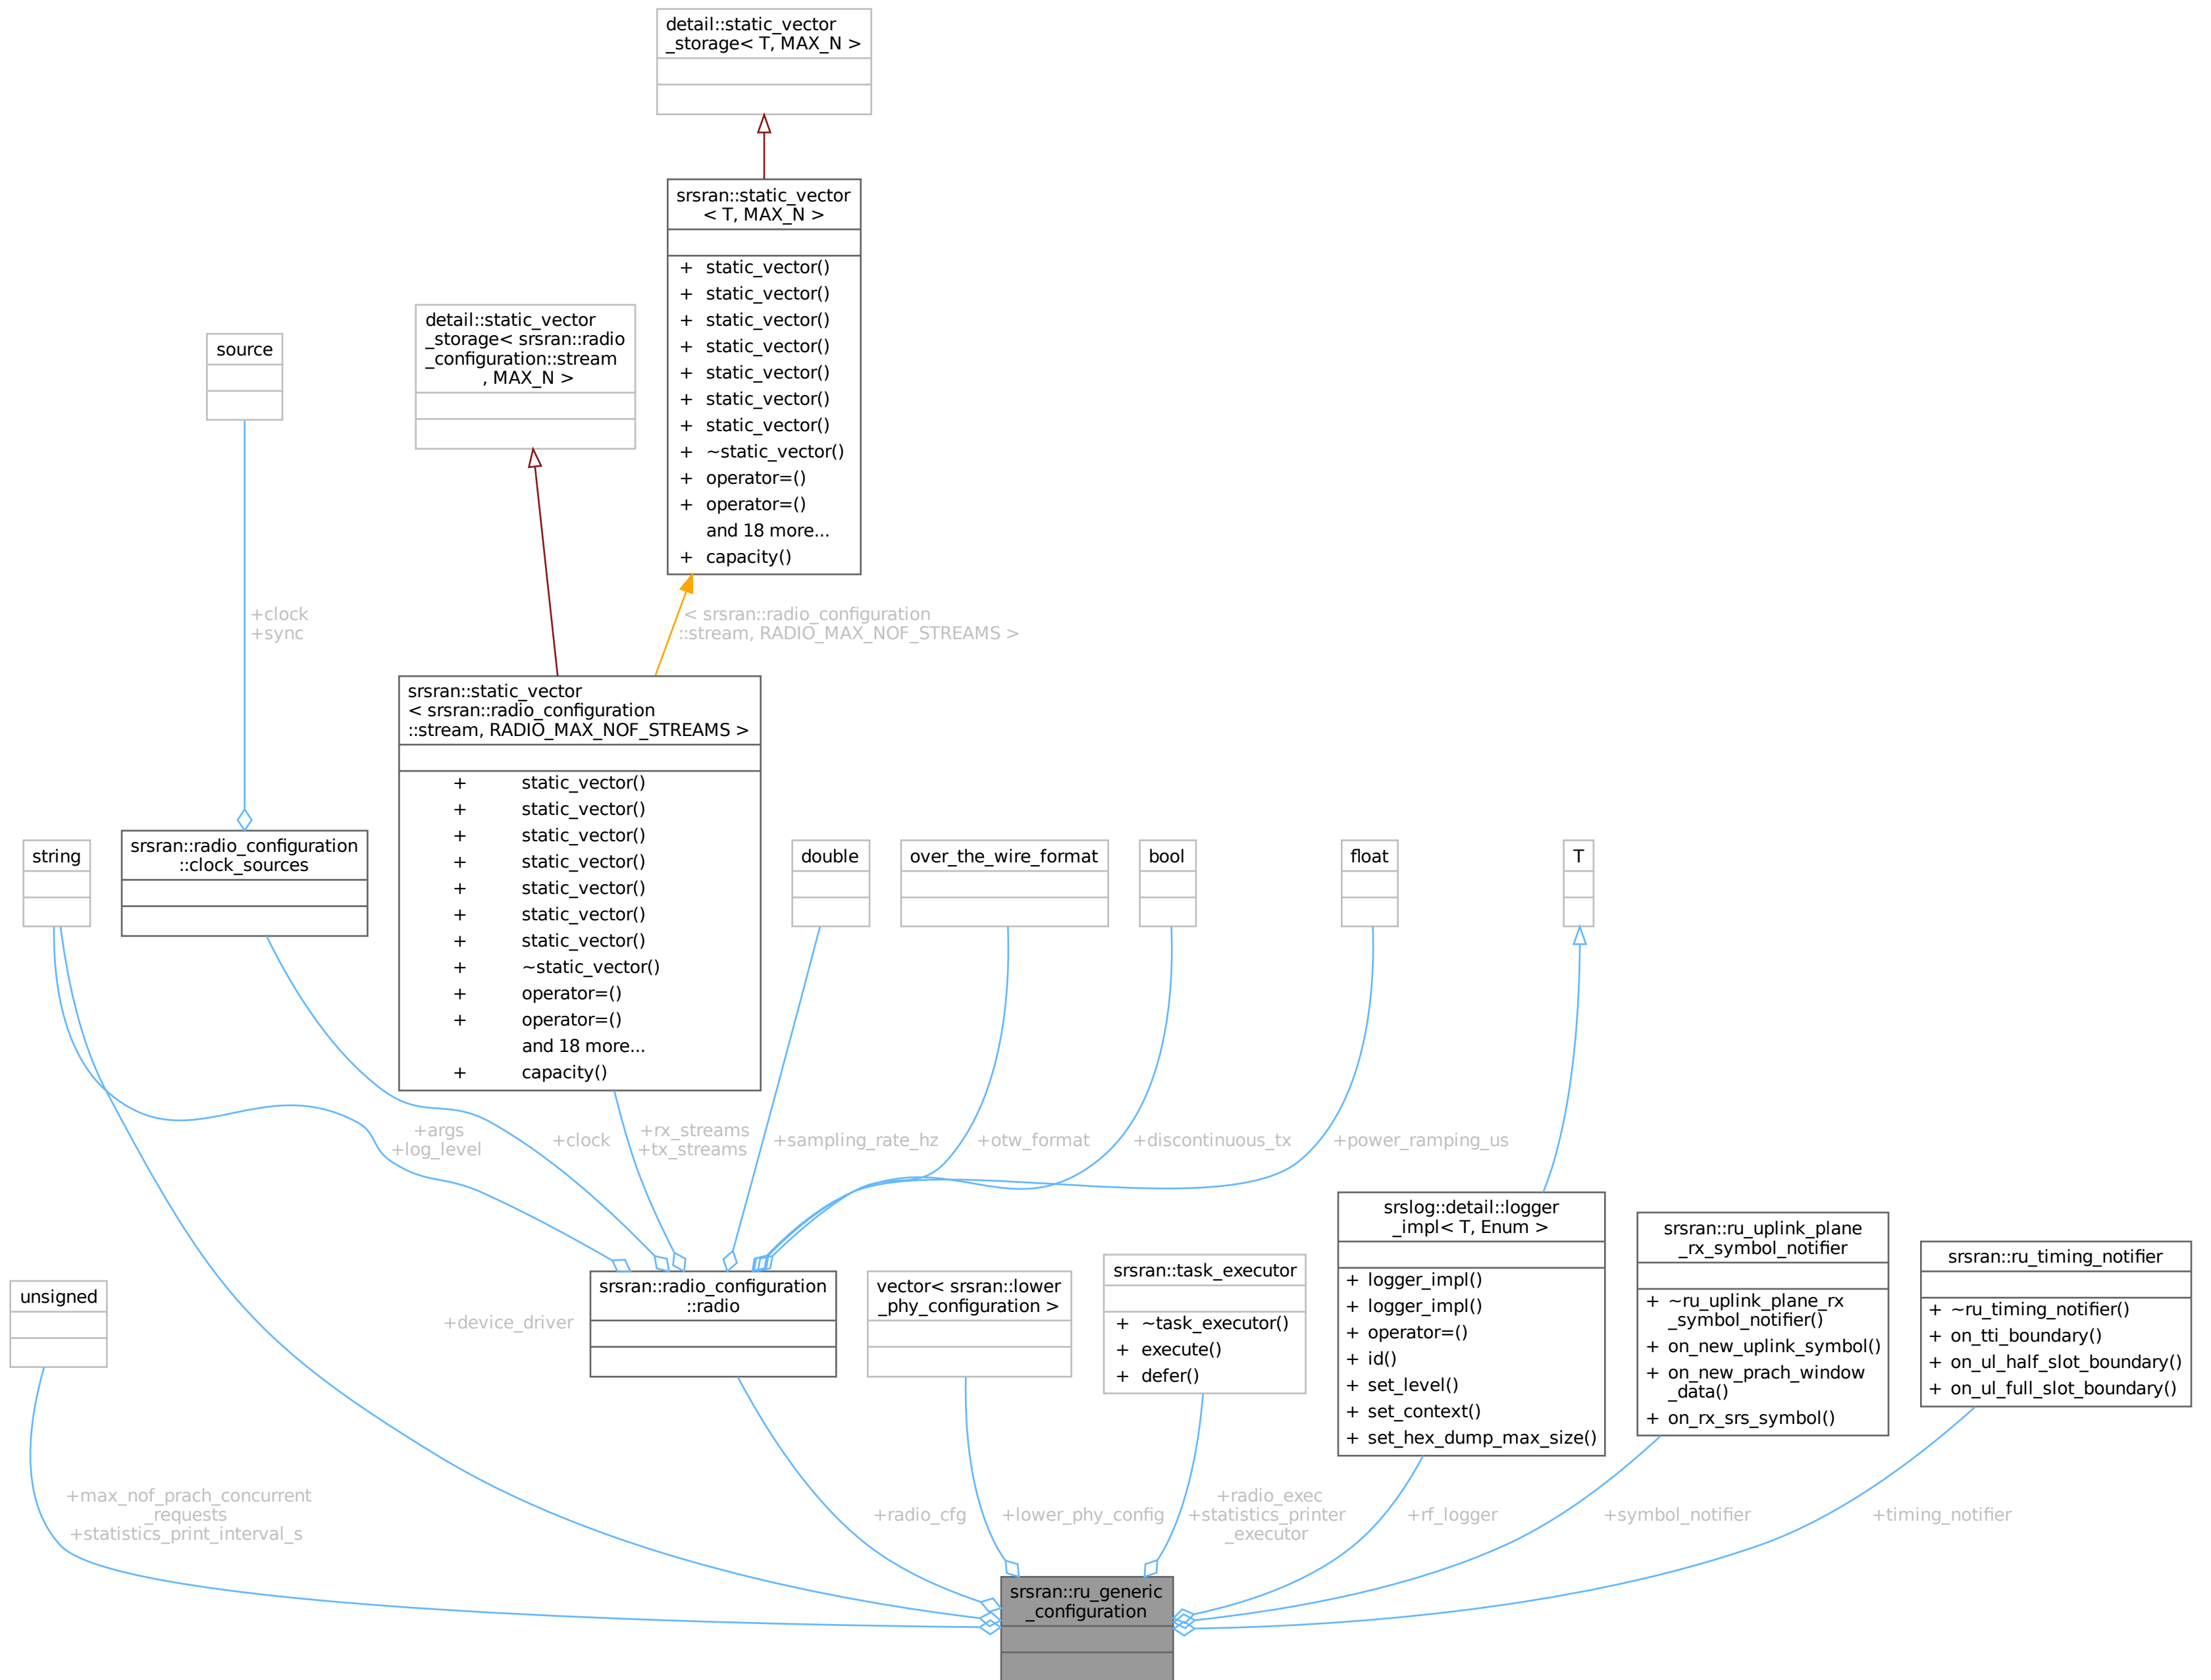 detail::static_vector
_storage< T, MAX_N >
srsran::static_vector
< T, MAX_N >
+ static_vector()
+ static_vector()
+ static_vector()
+ static_vector()
+ static_vector()
+ static_vector()
+ static_vector()
+ ~static_vector()
+ operator=()
+ operator=()
and 18 more...
+ capacity()
detail::static_vector
_storage< srsran::radio
_configuration::stream
, MAX_N >
source
+clock
+sync
< srsran::radio_configuration
::stream, RADIO_MAX_NOF_STREAMS >
srsran::static_vector
< srsran::radio_configuration
::stream, RADIO_MAX_NOF_STREAMS >
+ static_vector()
+ static_vector()
+ static_vector()
+ static_vector()
+ static_vector()
+ static_vector()
+ static_vector()
+ ~static_vector()
+ operator=()
+ operator=()
and 18 more...
+ capacity()
string
srsran::radio_configuration
::clock_sources
double
over_the_wire_format
bool
float
T
+args
+log_level
+clock
+rx_streams
+tx_streams
+sampling_rate_hz
+otw_format
+discontinuous_tx
+power_ramping_us
unsigned
+device_driver
srsran::radio_configuration
::radio
vector< srsran::lower
_phy_configuration >
srsran::task_executor
+ ~task_executor()
+ execute()
+ defer()
srslog::detail::logger
_impl< T, Enum >
+ logger_impl()
+ logger_impl()
+ operator=()
+ id()
+ set_level()
+ set_context()
+ set_hex_dump_max_size()
srsran::ru_uplink_plane
_rx_symbol_notifier
+ ~ru_uplink_plane_rx
_symbol_notifier()
+ on_new_uplink_symbol()
+ on_new_prach_window
_data()
+ on_rx_srs_symbol()
srsran::ru_timing_notifier
+ ~ru_timing_notifier()
+ on_tti_boundary()
+ on_ul_half_slot_boundary()
+ on_ul_full_slot_boundary()
+max_nof_prach_concurrent
_requests
+statistics_print_interval_s
+radio_cfg
+lower_phy_config
+radio_exec
+statistics_printer
_executor
+rf_logger
+symbol_notifier
+timing_notifier
srsran::ru_generic
_configuration